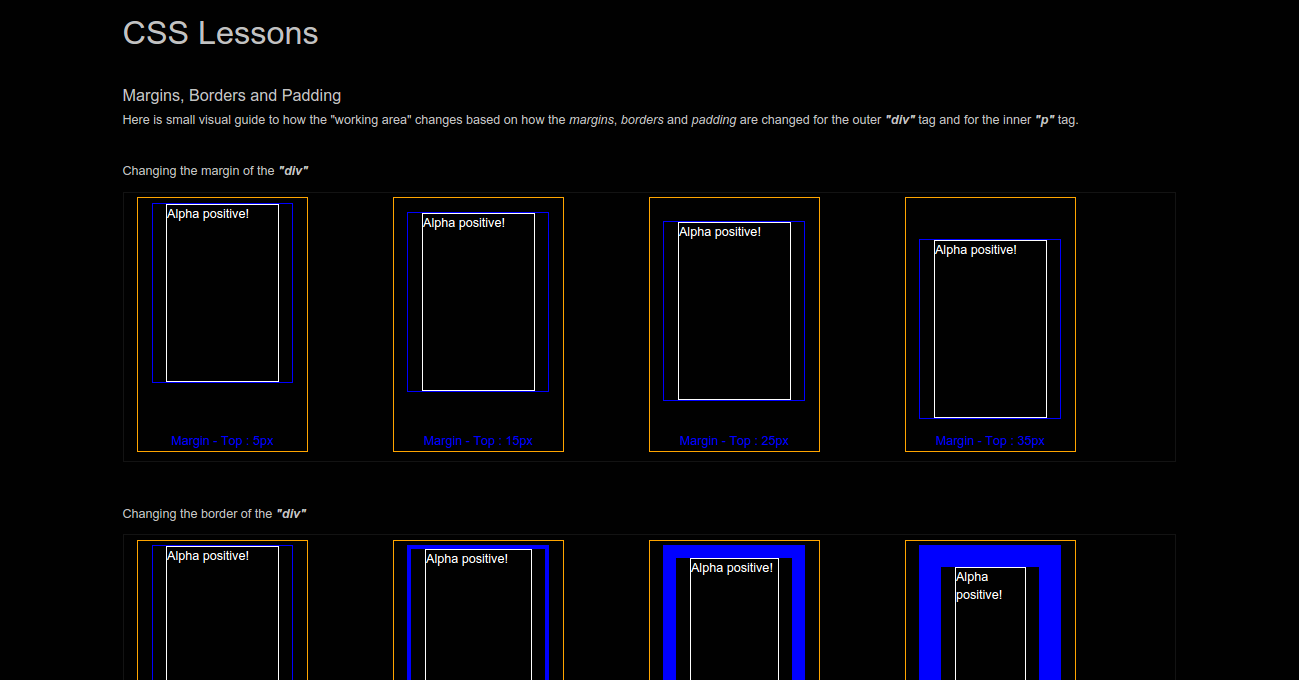 CSS Lessons
Margins, Borders and Padding
Here is small visual guide to how the "working area" changes based on how the margins, borders and padding are changed for the outer "div" tag and for the inner "p" tag.
Changing the margin of the "div"
Alpha positive!
Alpha positive!
Alpha positive!
Alpha positive!
Margin - Top : 5px
Margin - Top : 15px
Margin - Top : 25px
Margin - Top : 35px
Changing the border of the "div"
Alpha positive!
Alpha positive!
Alpha positive!
Alpha
positive!